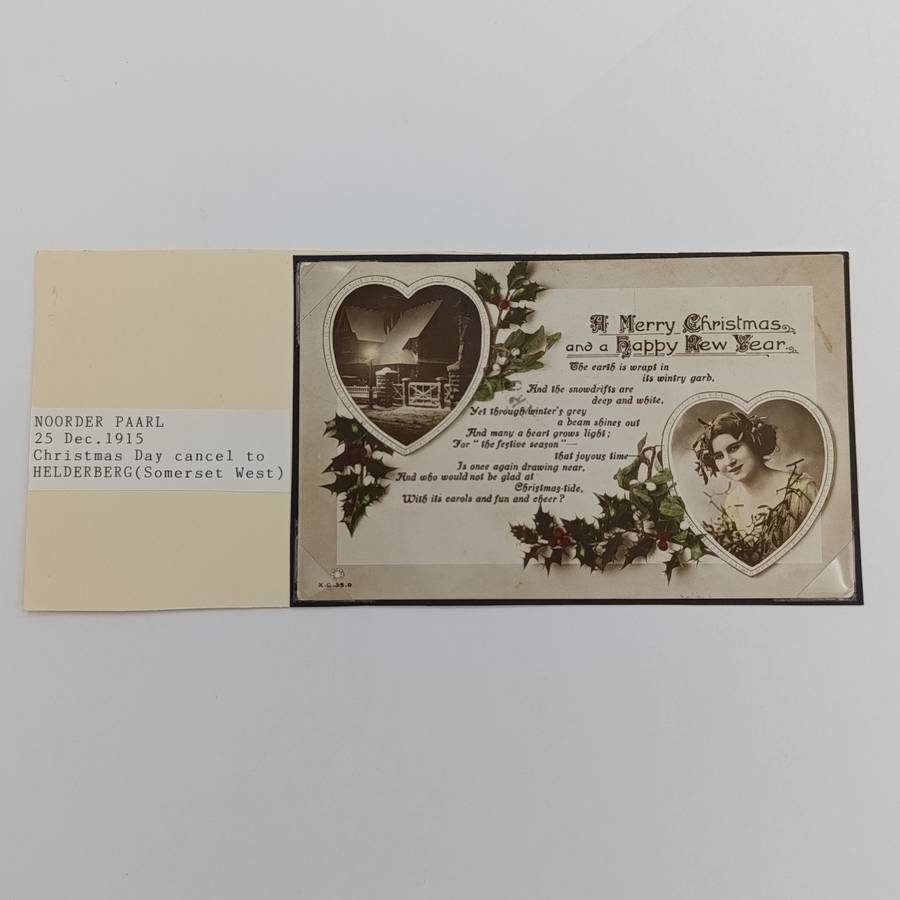 NOORDER PAARL
25 Dec.1915
Christmas Day cancel to
HELDERBERG(Somerset West)
A Merry Christmas
and a Happy New Year.
The earth is wrapt in
its wintry garb,
And the snowdrifts are
deep and white,
Yet through winter's grey
a beam shines out
And many a heart grows light;
For "the festive season"—
that joyous time—
Is once again drawing near,
And who would not be glad at
Christmas-tide,
With its carols and fun and cheer?